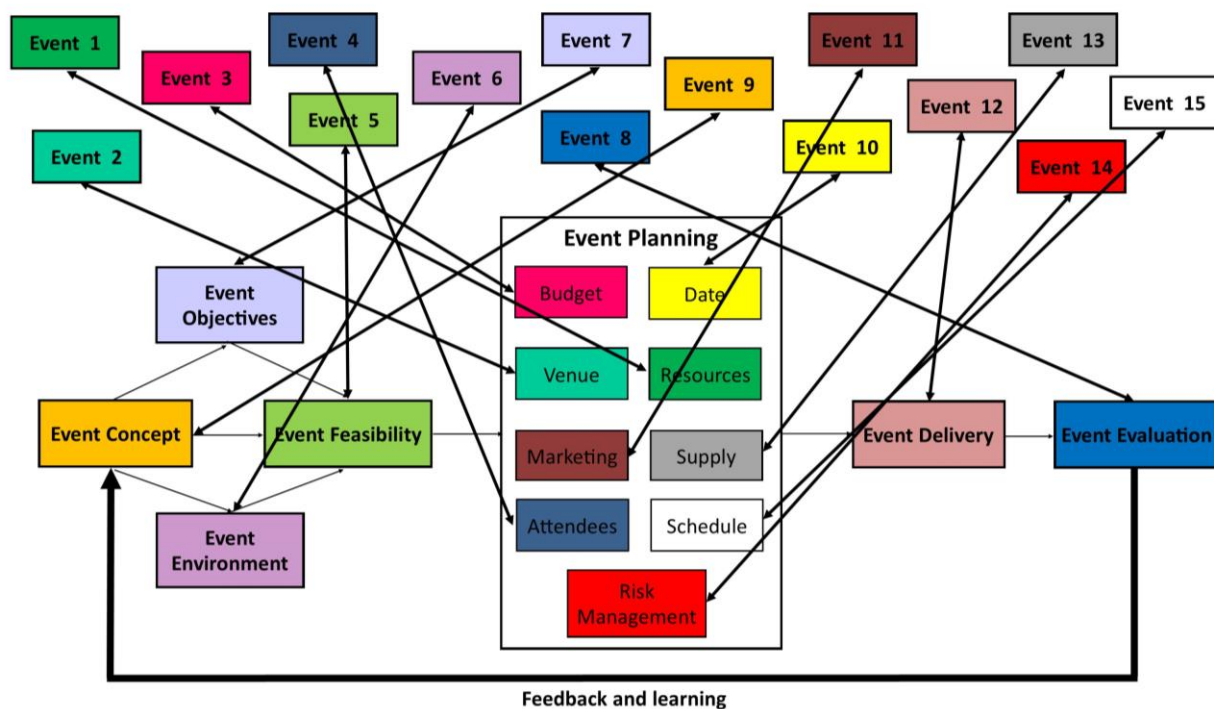 Event 1
Event 2
Event 3
Event 4
Event 5
Event 6
Event 7
Event 8
Event 9
Event 10
Event 11
Event 12
Event 13
Event 14
Event 15
Event Planning
Budget
Date
Venue
Resources
Marketing
Supply
Attendees
Schedule
Risk
Management
Event
Objectives
Event Concept
Event Feasibility
Event
Environment
Event Delivery
Event Evaluation
Feedback and learning